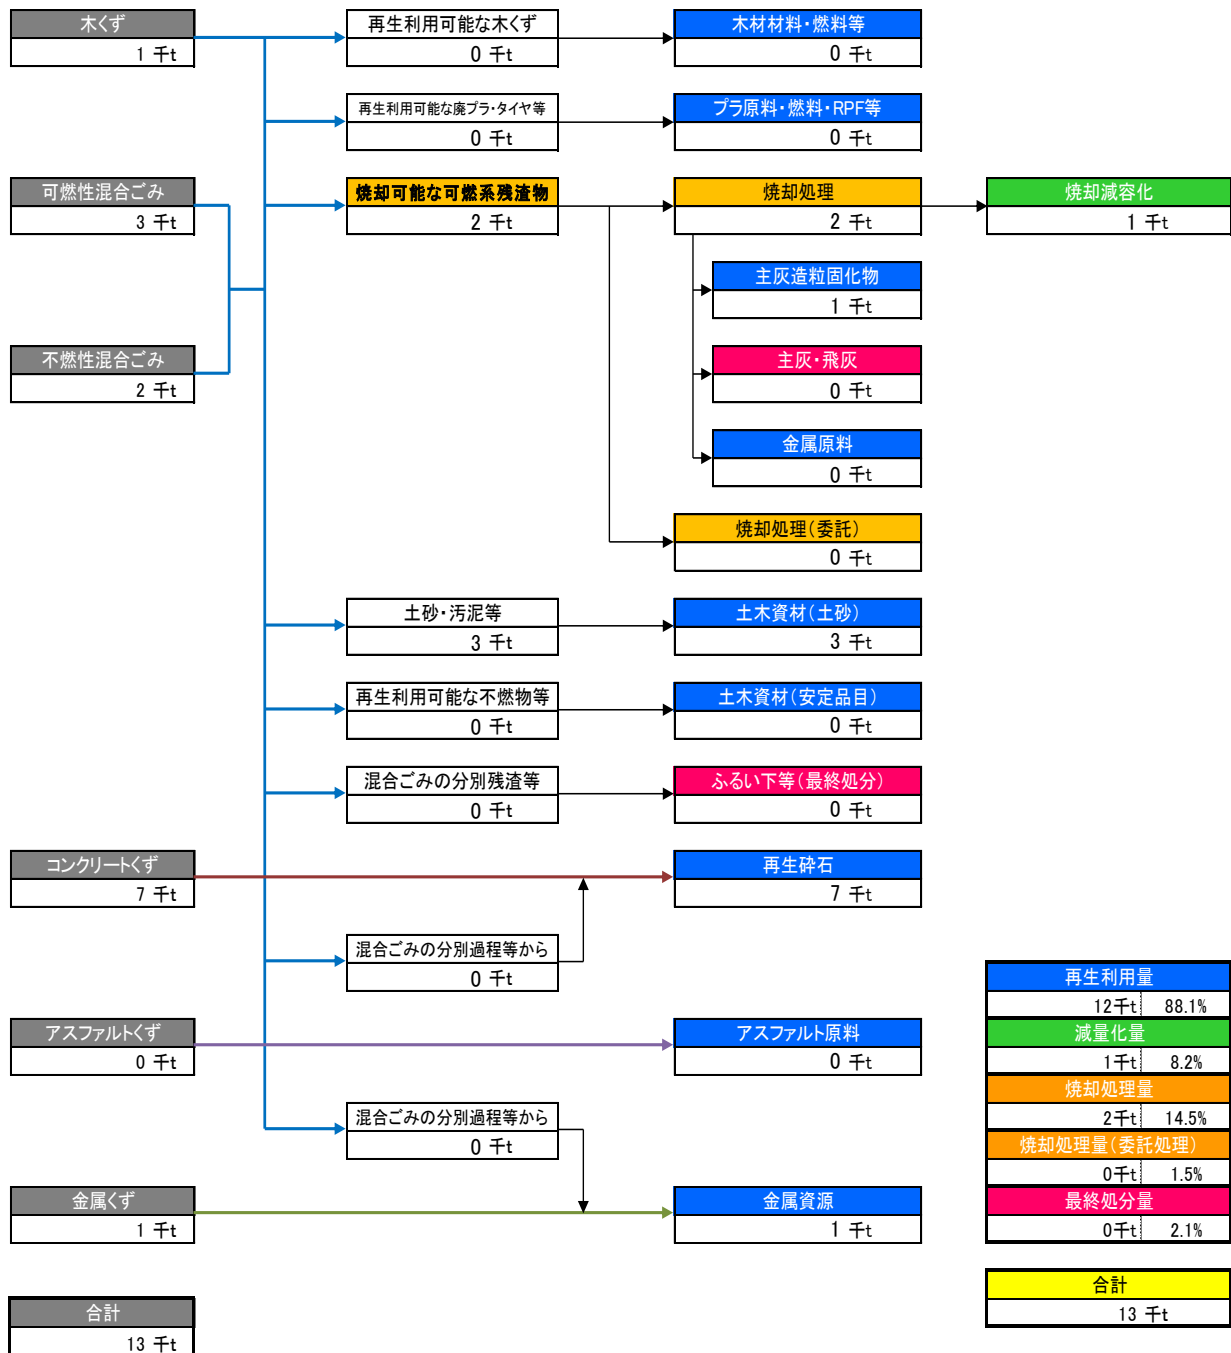 木くず
1 千t
再生利用可能な木くず
0 千t
木材材料・燃料等
0 千t
再生利用可能な廃プラ・タイヤ等
0 千t
プラ原料・燃料・RPF等
0 千t
可燃性混合ごみ
3 千t
焼却可能な可燃系残渣物
2 千t
焼却処理
2 千t
焼却減容化
1 千t
主灰造粒固化物
1 千t
不燃性混合ごみ
2 千t
主灰・飛灰
0 千t
金属原料
0 千t
焼却処理(委託)
0 千t
土砂・汚泥等
3 千t
土木資材(土砂)
3 千t
再生利用可能な不燃物等
0 千t
土木資材(安定品目)
0 千t
混合ごみの分別残渣等
0 千t
ふるい下等(最終処分)
0 千t
コンクリートくず
7 千t
再生砕石
7 千t
混合ごみの分別過程等から
0 千t
アスファルトくず
0 千t
アスファルト原料
0 千t
混合ごみの分別過程等から
0 千t
金属くず
1 千t
金属資源
1 千t
再生利用量
12千t 88.1%
減量化量
1千t 8.2%
焼却処理量
2千t 14.5%
焼却処理量(委託処理)
0千t 1.5%
最終処分量
0千t 2.1%
合計
13 千t
合計
13 千t